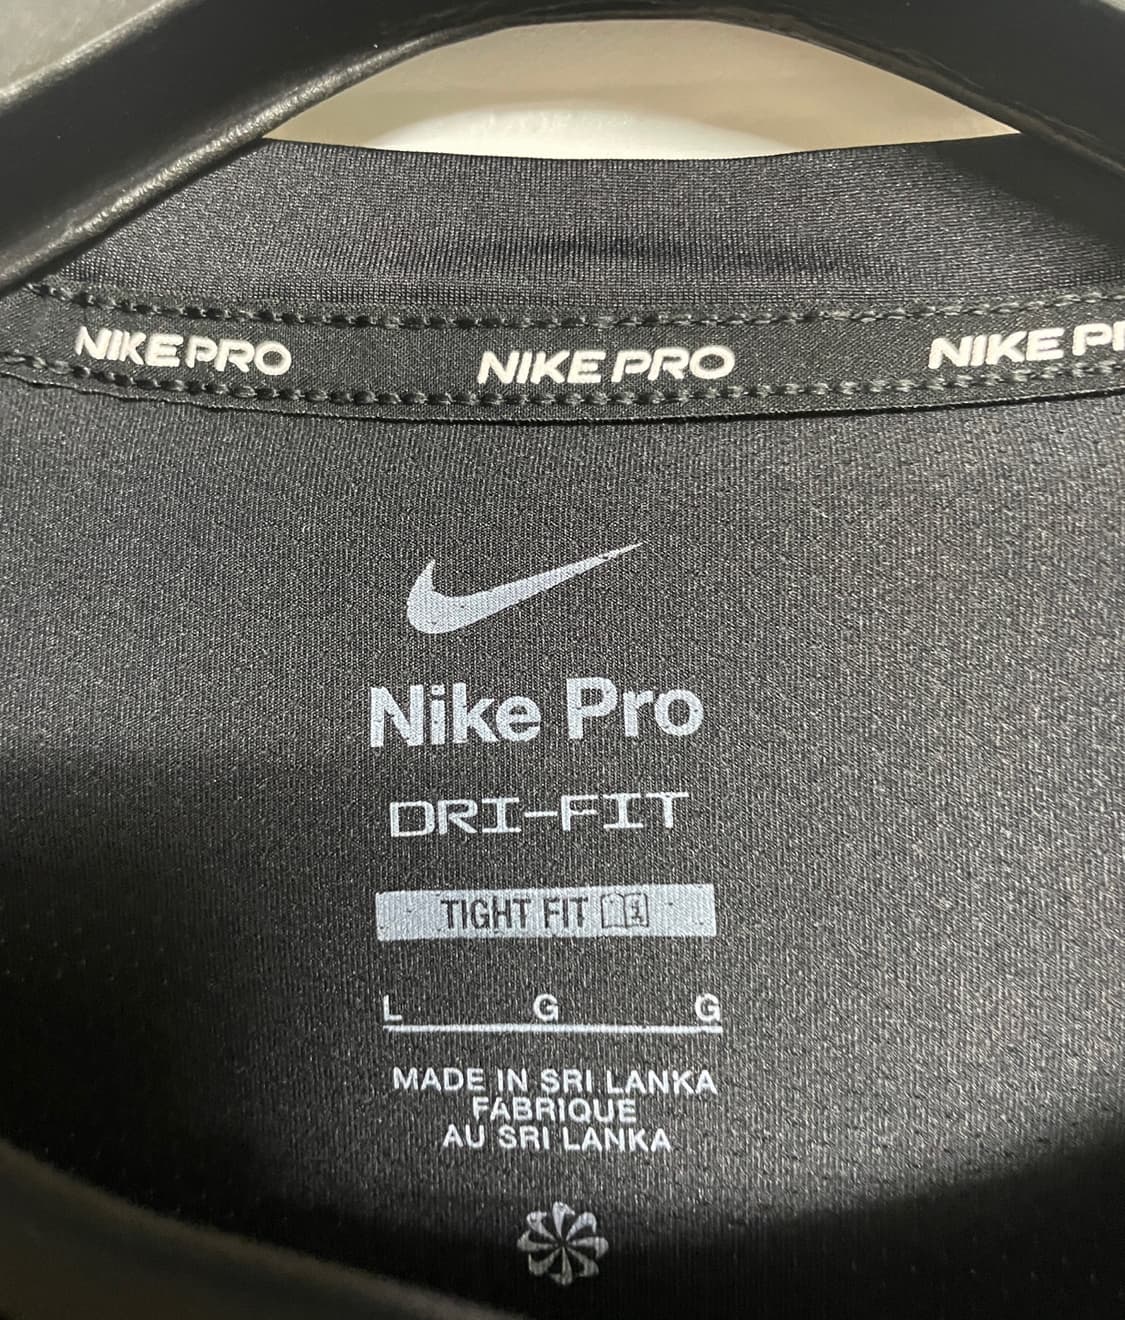 NIKE PRO NIKE PRO NIKE PR
Nike Pro
DRI-FIT
TIGHT FIT i
L G G
MADE IN SRI LANKA
FABRIQUE
AU SRI LANKA